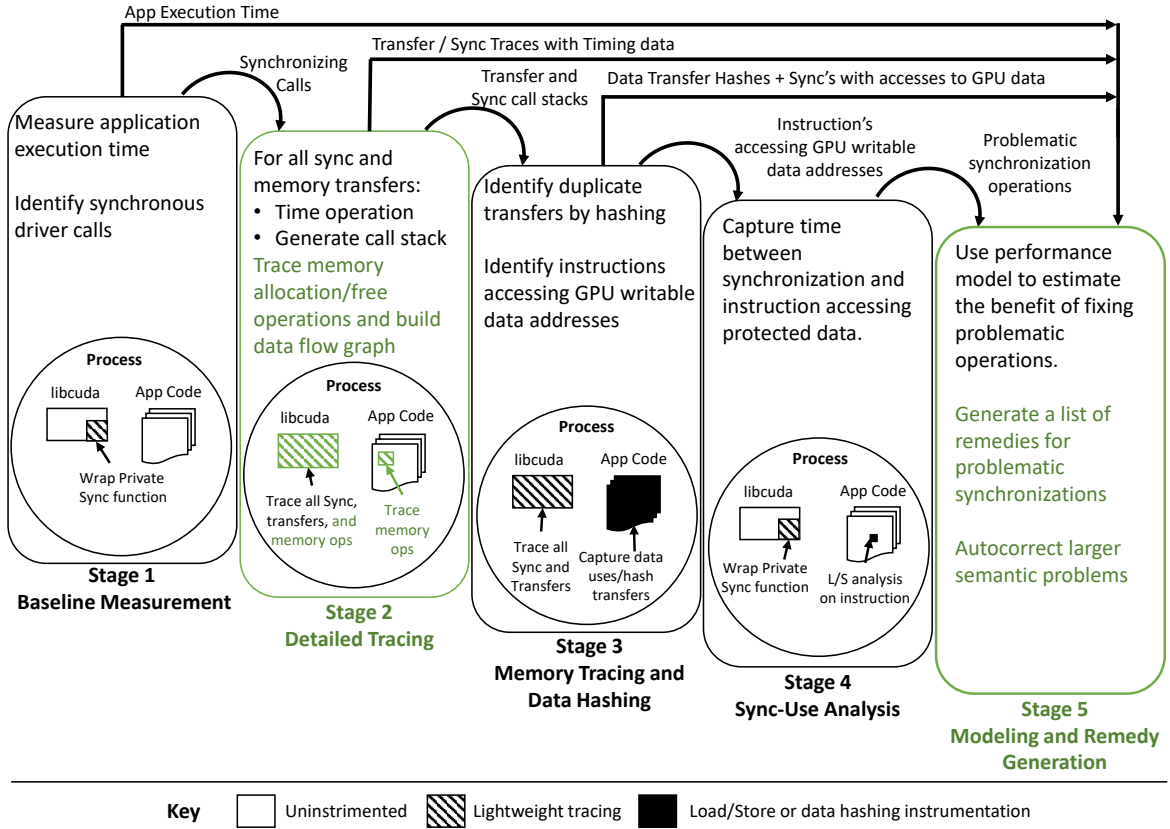 App Execution Time
Transfer / Sync Traces with Timing data
Synchronizing
Calls
Transfer and
Sync call stacks
Data Transfer Hashes + Sync's with accesses to GPU data
Instruction's
accessing GPU writable
data addresses
Problematic
synchronization
operations
Measure application
execution time
Identify synchronous
driver calls
Process
libcuda
App Code
Wrap Private
Sync function
Stage 1
Baseline Measurement
For all sync and
memory transfers:
• Time operation
• Generate call stack
Trace memory
allocation/free
operations and build
data flow graph
Process
libcuda
App Code
Trace all Sync,
transfers, and
memory ops
Trace
memory
ops
Stage 2
Detailed Tracing
Identify duplicate
transfers by hashing
Identify instructions
accessing GPU writable
data addresses
Process
libcuda
App Code
Trace all
Sync and
Transfers
Capture data
uses/hash
transfers
Stage 3
Memory Tracing and
Data Hashing
Capture time
between
synchronization and
instruction accessing
protected data.
Process
libcuda
App Code
Wrap Private
Sync function
L/S analysis
on instruction
Stage 4
Sync-Use Analysis
Use performance
model to estimate
the benefit of fixing
problematic
operations.
Generate a list of
remedies for
problematic
synchronizations
Autocorrect larger
semantic problems
Stage 5
Modeling and Remedy
Generation
Key
Uninstrimented
Lightweight tracing
Load/Store or data hashing instrumentation